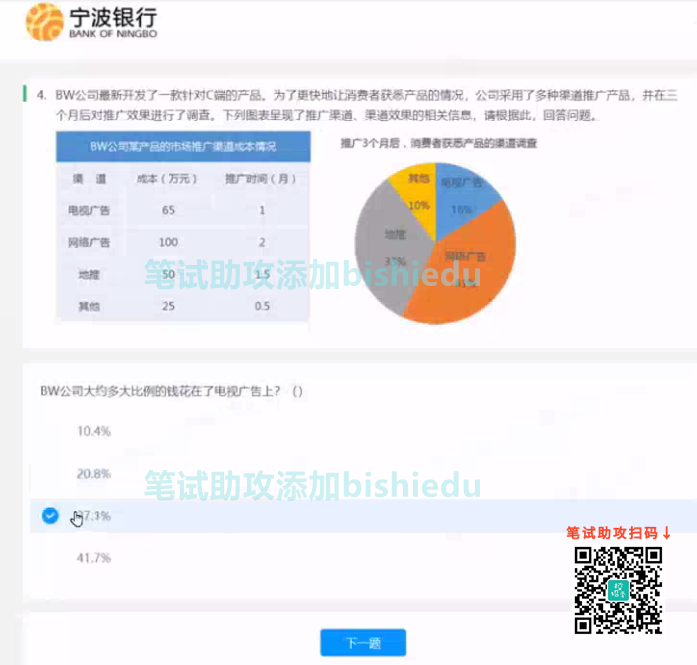 宁波银行
BANK OF NINGBO
4. BW公司最新开发了一款针对C端的产品。为了更快地让消费者获悉产品的情况，公司采用了多种渠道推广产品，并在三
个月后对推广效果进行了调查。下列图表呈现了推广渠道、渠道效果的相关信息，请根据此，回答问题。
BW公司某产品的市场推广渠道成本情况
渠 道 成本（万元） 推广时间（月）
电视广告 65 1
网络广告 100 2
地推 50 1.5
其他 25 0.5
推广3个月后，消费者获悉产品的渠道调查
其他
10%
电视广告
16%
地推
网络广告
笔试助攻添加bishiedu
BW公司大约多大比例的钱花在了电视广告上？（）
10.4%
20.8%
笔试助攻添加bishiedu
7.1%
41.7%
笔试助攻扫码↓
下一题